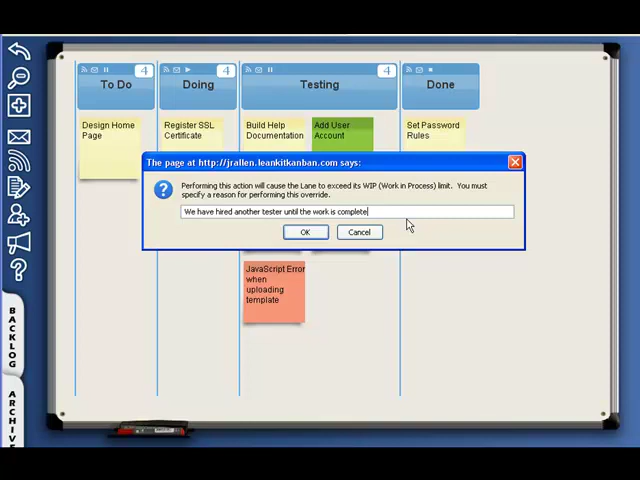 4
4
4
To Do
Doing
Testing
Done
Design Home
Page
Register SSL
Certificate
Build Help
Documentation
Add User
Account
Set Password
Rules
The page at http://jrallen.leankitkanban.com says:
Performing this action will cause the Lane to exceed its WIP (Work in Process) limit. You must
specify a reason for performing this override.
We have hired another tester until the work is complete
OK
Cancel
JavaScript Error
when
uploading
template
BACKLOG
ARCHIVE